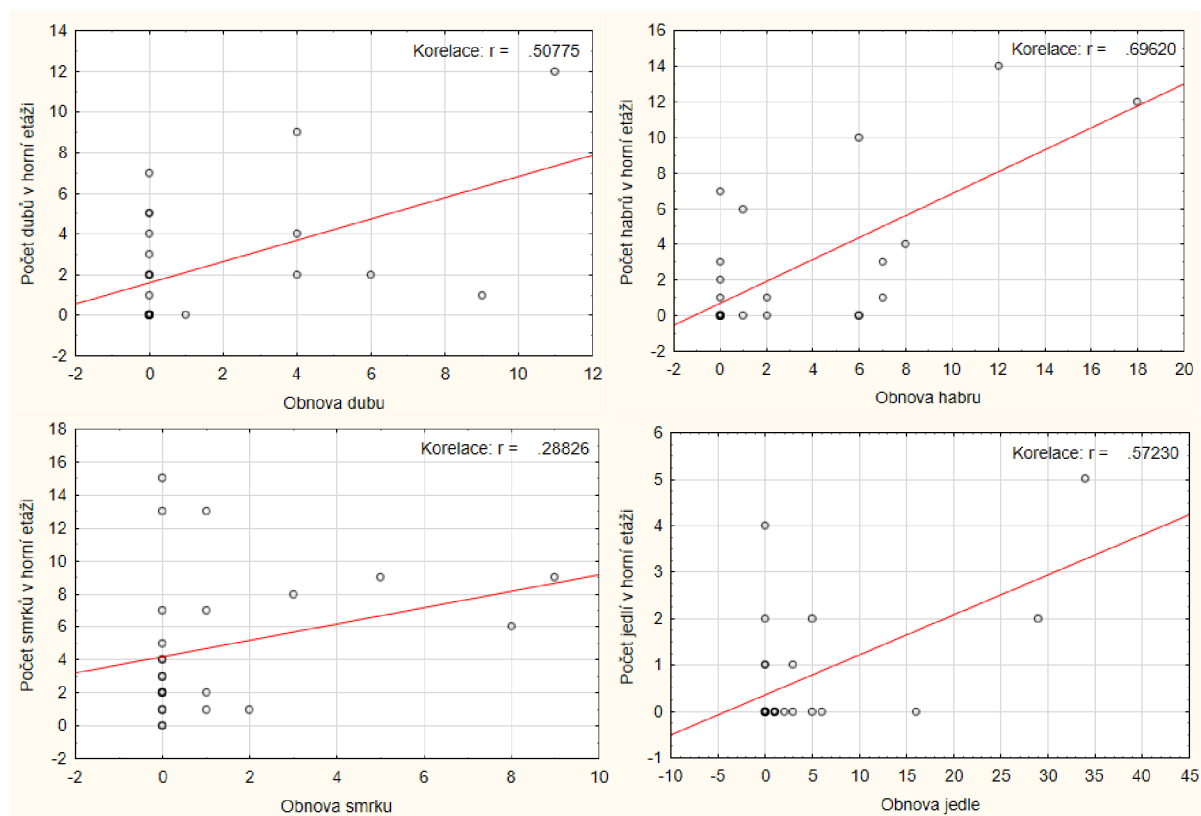 Korelace: r = .50775
Počet dubů v horní etáži
14
12
10
8
6
4
2
0
-2
-2 0 2 4 6 8 10 12
Obnova dubu
Korelace: r = .69620
Počet habrů v horní etáži
16
14
12
10
8
6
4
2
0
-2
-2 0 2 4 6 8 10 12 14 16 18 20
Obnova habru
Korelace: r = .28826
Počet smrků v horní etáži
18
16
14
12
10
8
6
4
2
0
-2
-2 0 2 4 6 8 10
Obnova smrku
Korelace: r = .57230
Počet jedlí v horní etáži
6
5
4
3
2
1
0
-1
-10 -5 0 5 10 15 20 25 30 35 40 45
Obnova jedle